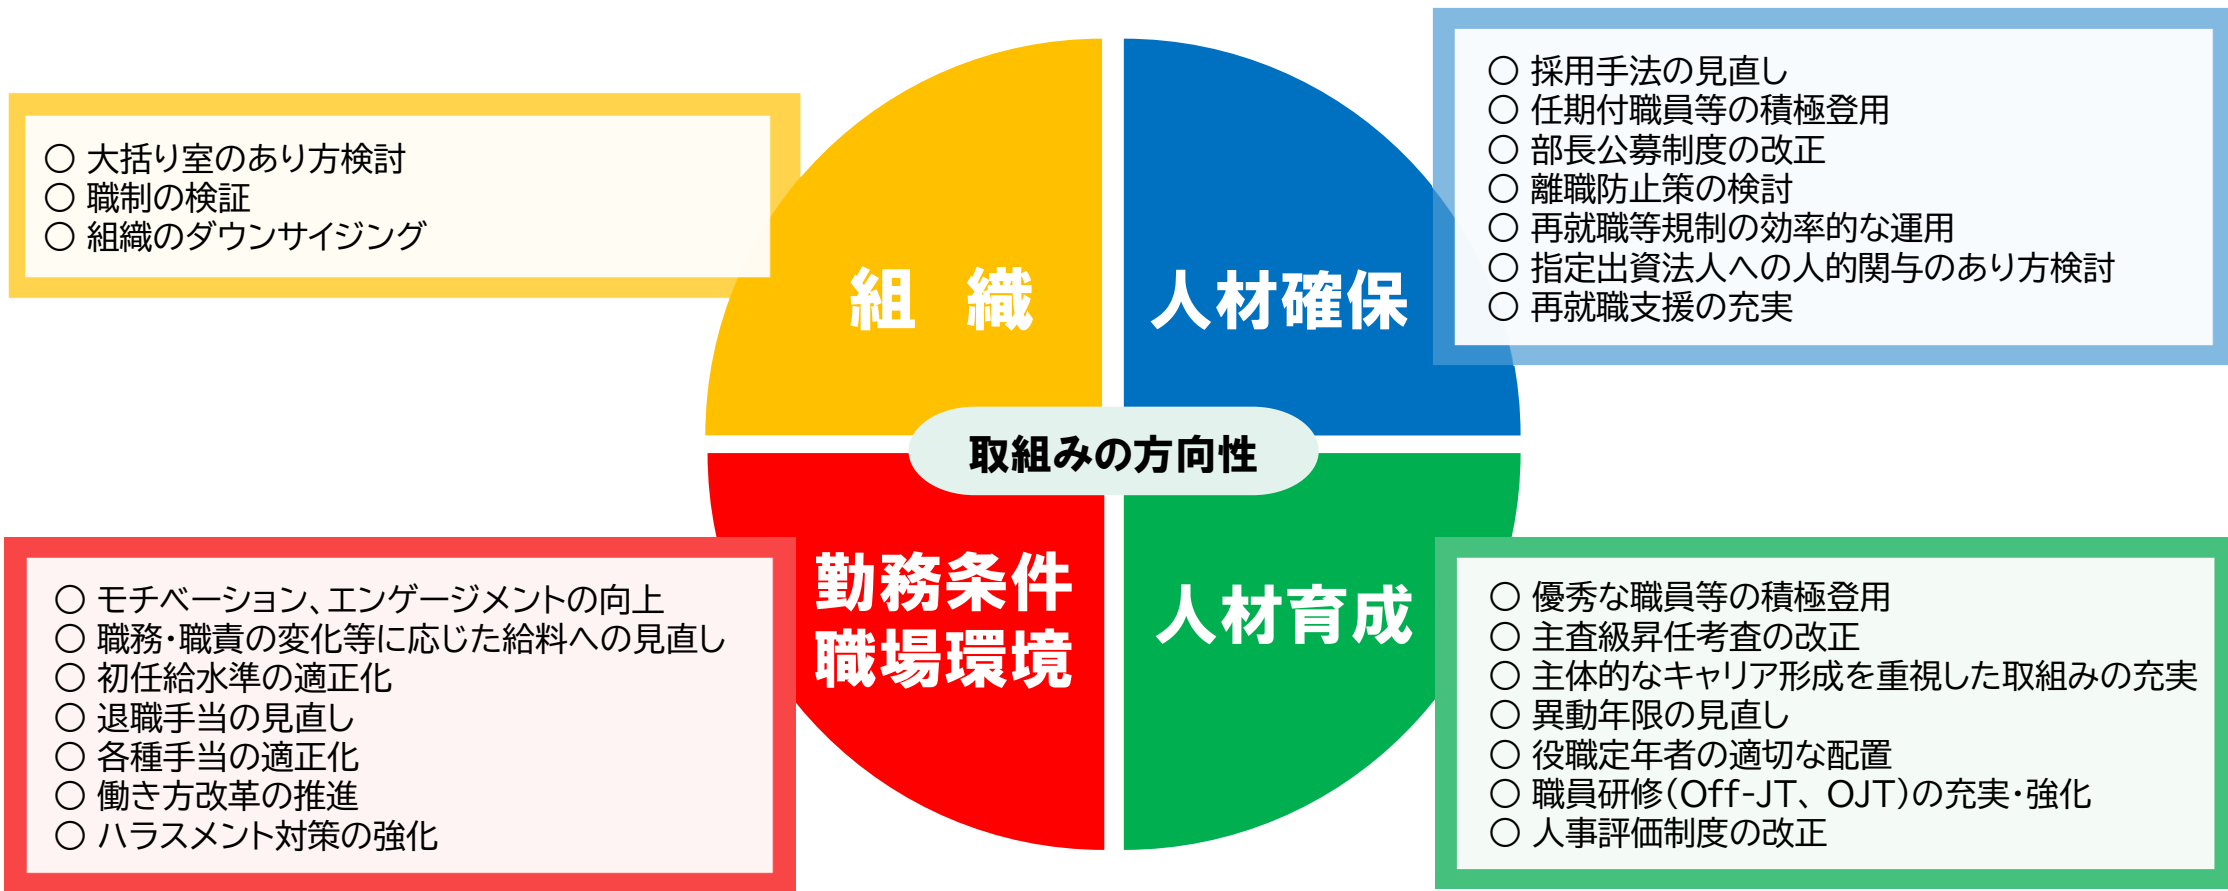 ○ 大括り室のあり方検討
○ 職制の検証
○ 組織のダウンサイジング
組　織
人材確保
○ 採用手法の見直し
○ 任期付職員等の積極登用
○ 部長公募制度の改正
○ 離職防止策の検討
○ 再就職等規制の効率的な運用
○ 指定出資法人への人的関与のあり方検討
○ 再就職支援の充実
取組みの方向性
○ モチベーション、エンゲージメントの向上
○ 職務・職責の変化等に応じた給料への見直し
○ 初任給水準の適正化
○ 退職手当の見直し
○ 各種手当の適正化
○ 働き方改革の推進
○ ハラスメント対策の強化
勤務条件
職場環境
人材育成
○ 優秀な職員等の積極登用
○ 主査級昇任考査の改正
○ 主体的なキャリア形成を重視した取組みの充実
○ 異動年限の見直し
○ 役職定年者の適切な配置
○ 職員研修（Off-JT、OJT）の充実・強化
○ 人事評価制度の改正